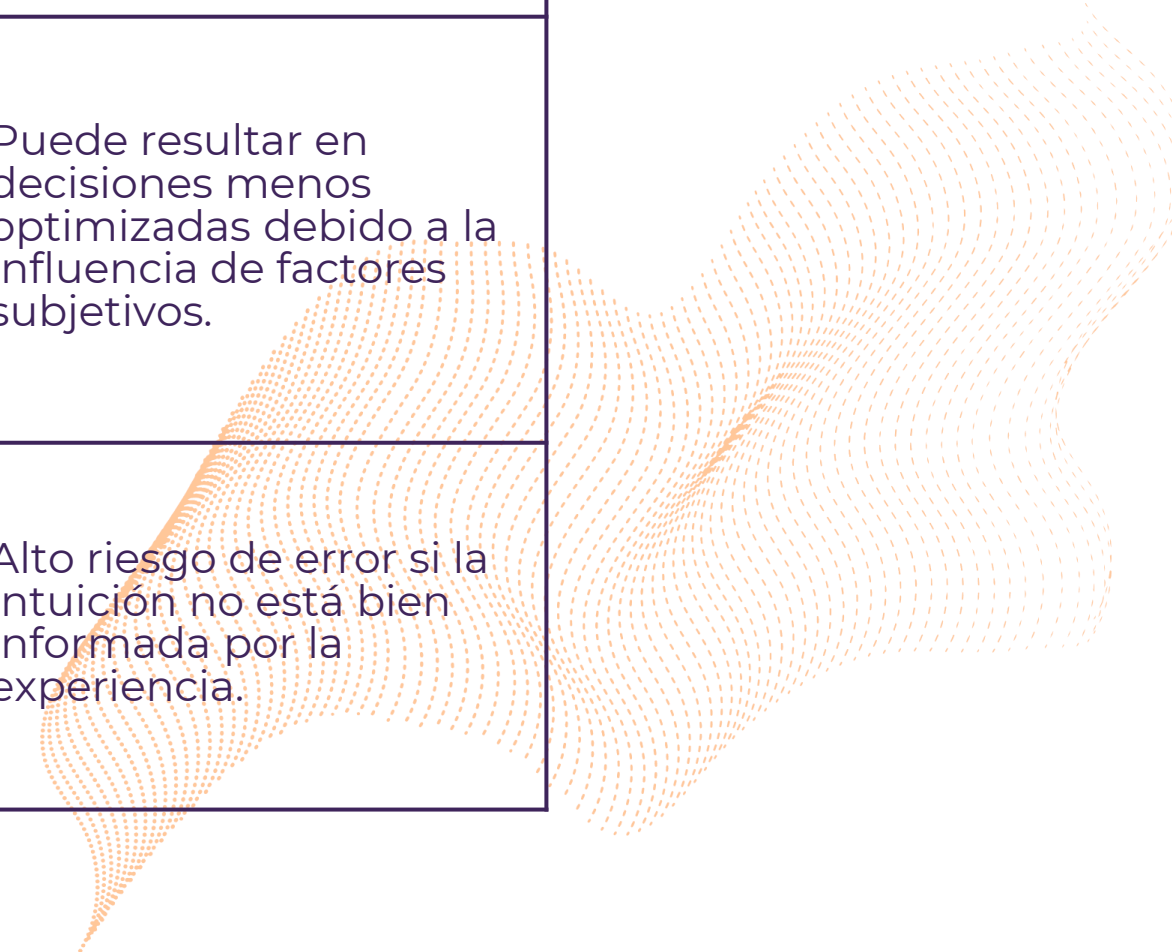 Puede resultar en
decisiones menos
optimizadas debido a la
influencia de factores
subjetivos.
Alto riesgo de error si la
intuición no está bien
informada por la
experiencia.